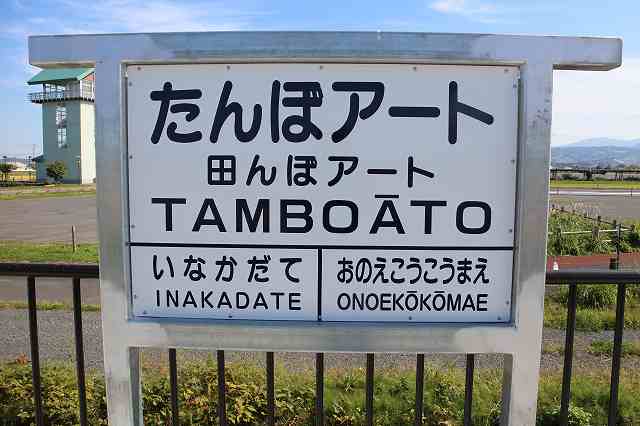 たんぼアート
田んぼアート
TAMBOĀTO
いなかだて
INAKADATE
おのえこうこうまえ
ONOEKŌKŌMAE